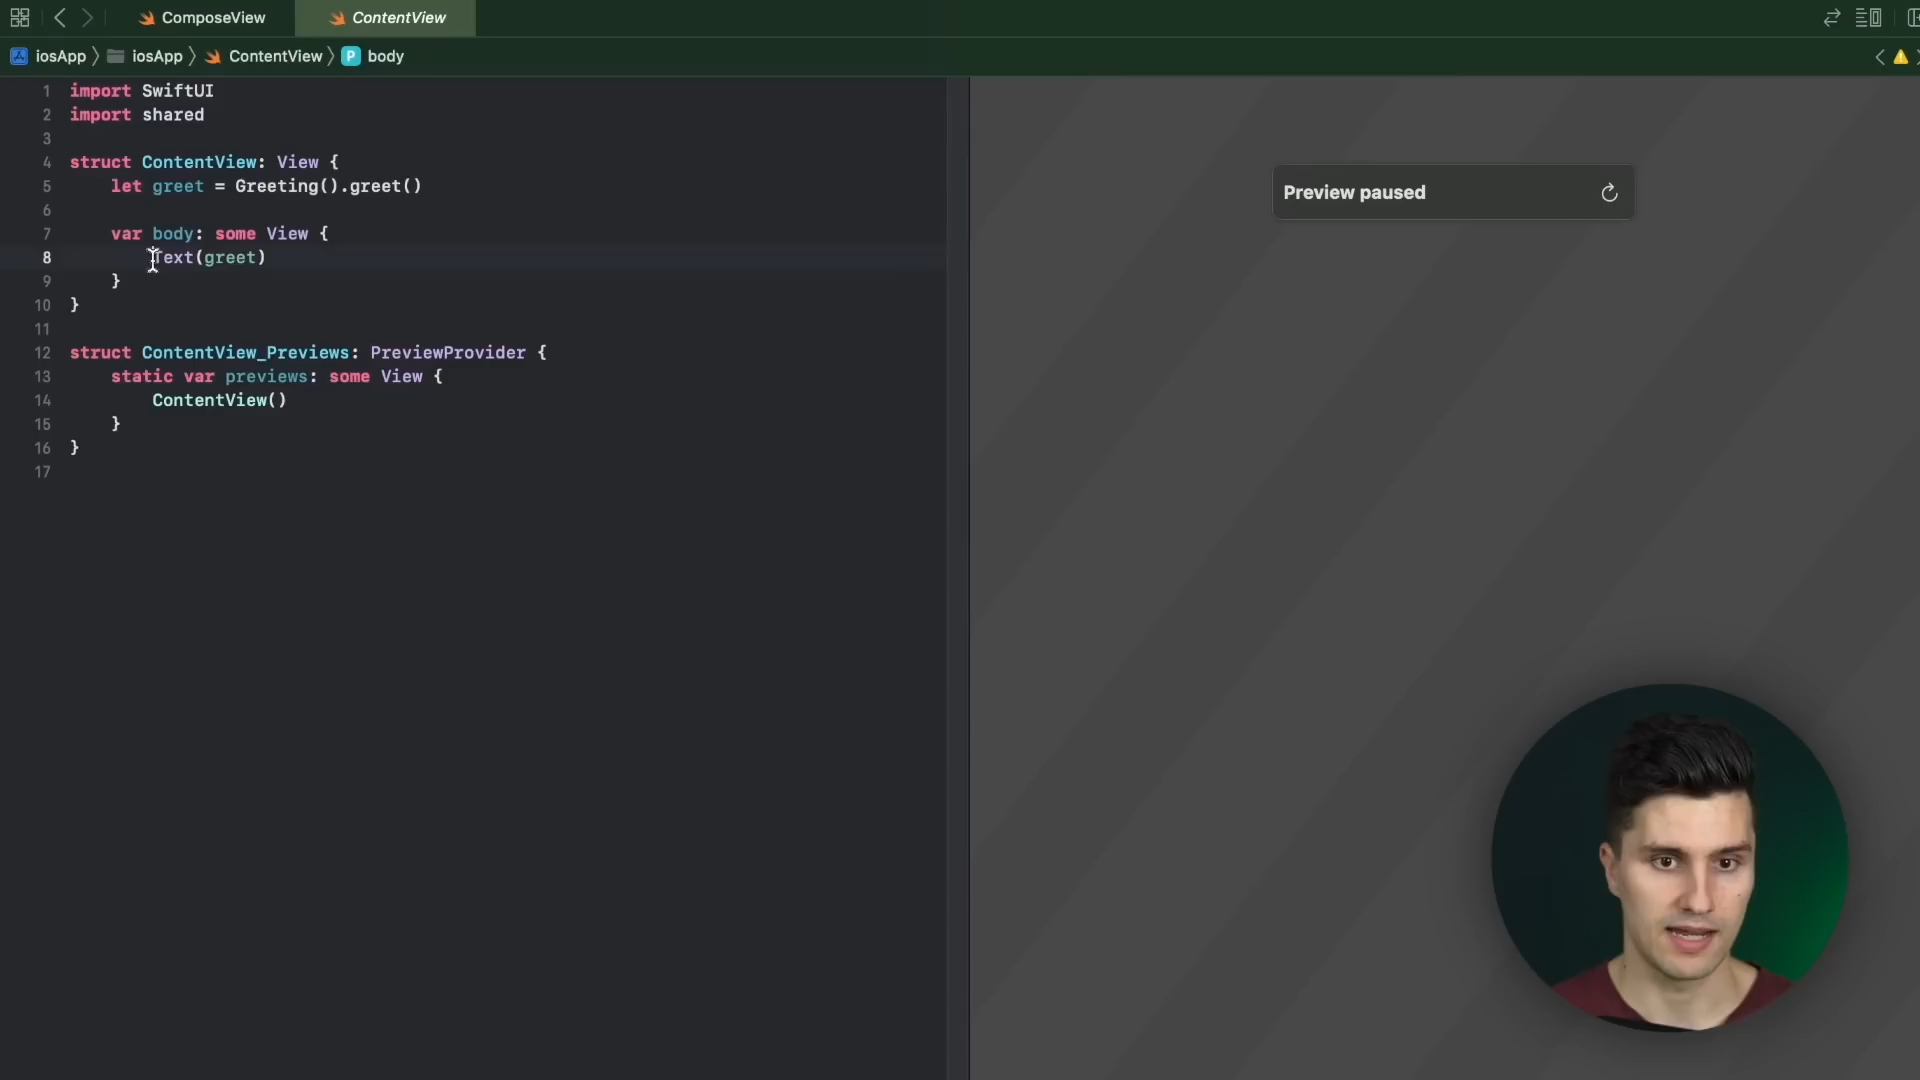 ComposeView ContentView
iosApp iosApp ContentView P body
1 import SwiftUI
2 import shared
3
4 struct ContentView: View {
5 let greet = Greeting().greet()
6
7 var body: some View {
8 Text(greet)
9 }
10 }
11
12 struct ContentView_Previews: PreviewProvider {
13 static var previews: some View {
14 ContentView()
15 }
16 }
17
Preview paused